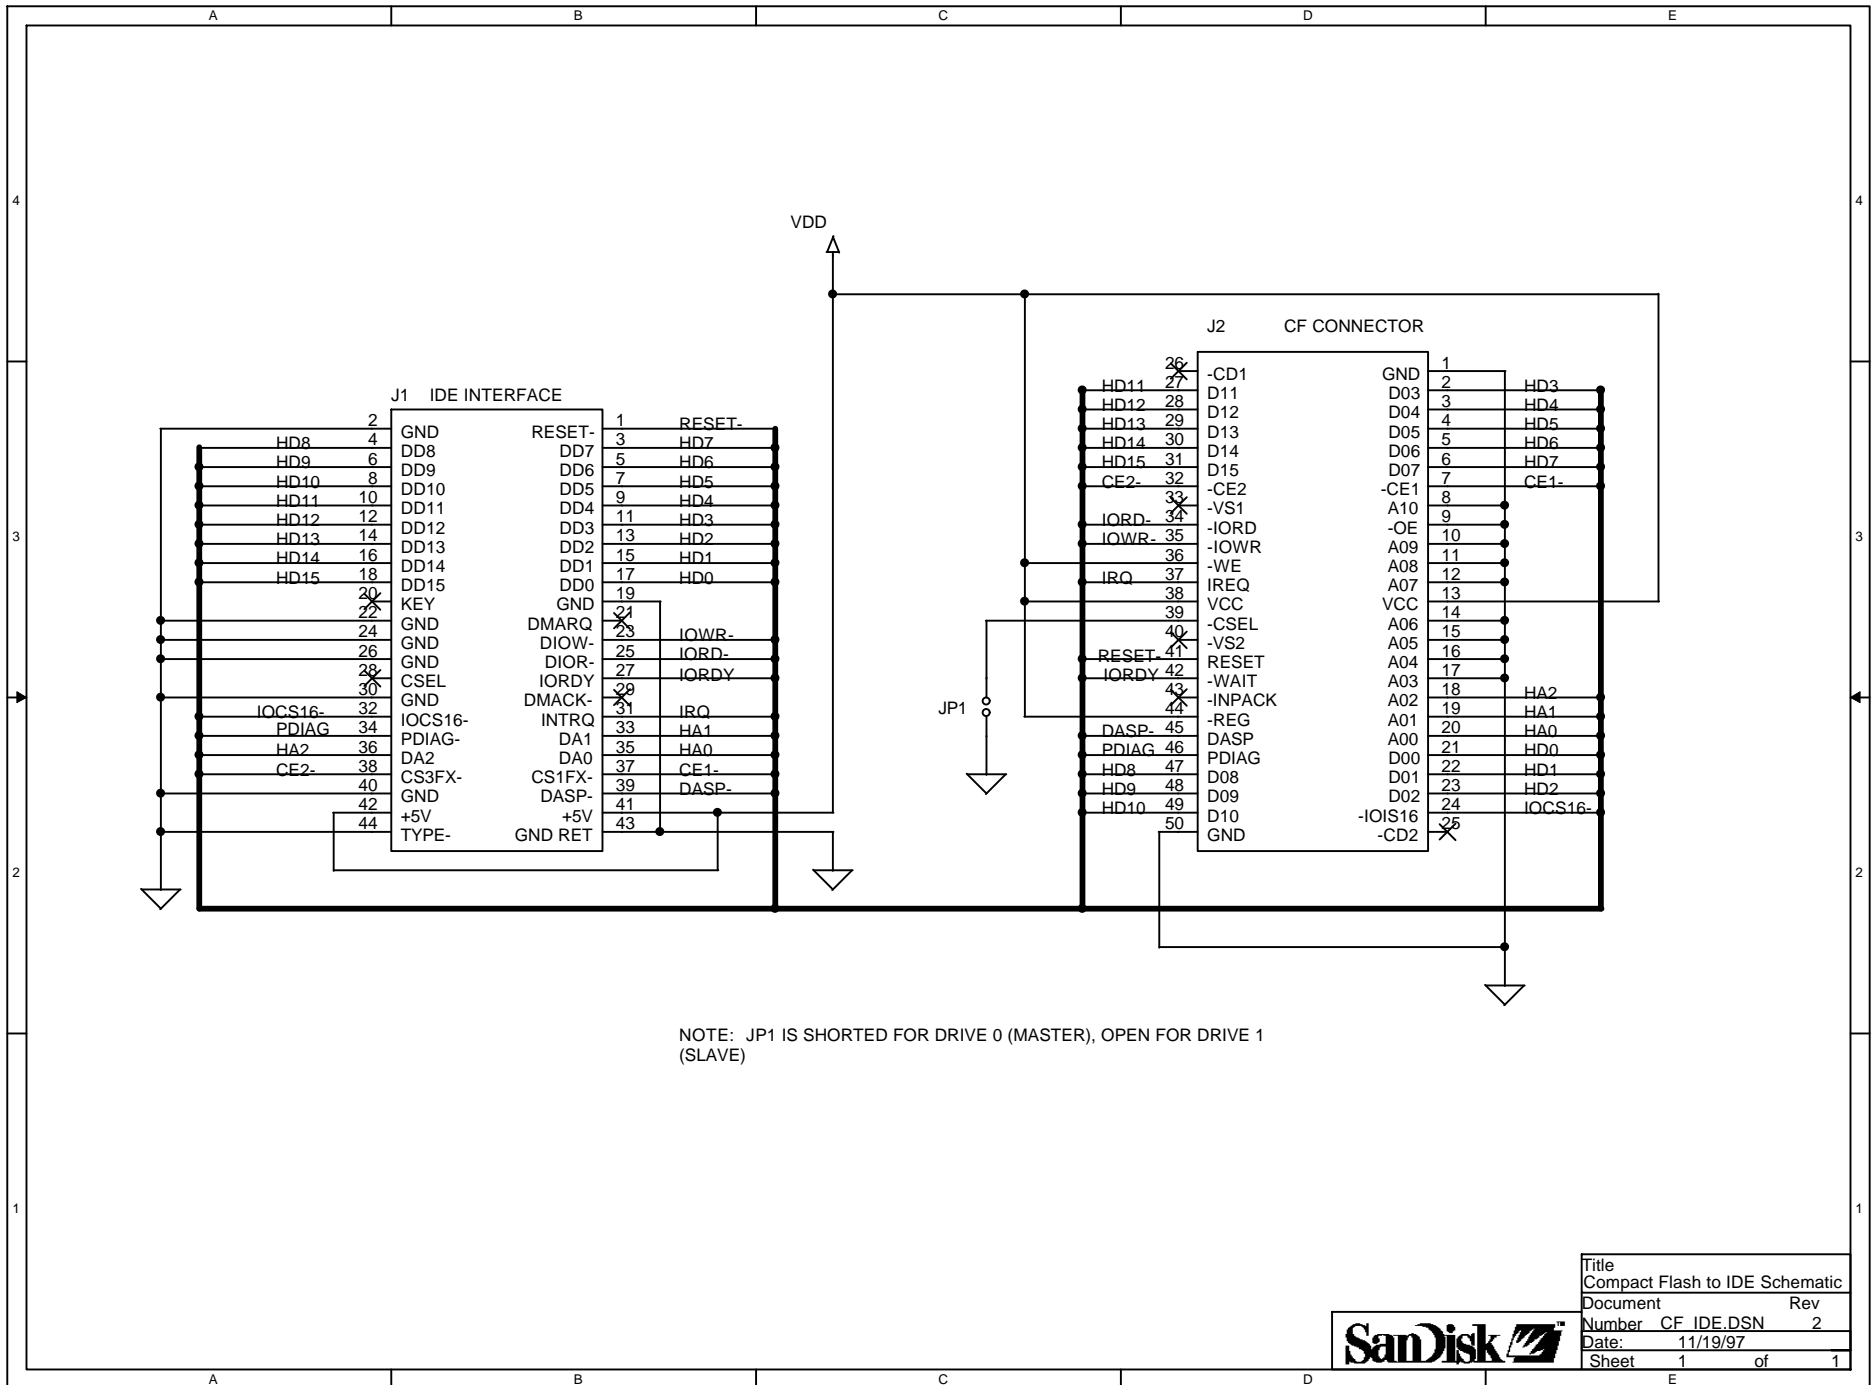 A B C D E
4 4
VDD
J2 CF CONNECTOR
J1 IDE INTERFACE
2 GND RESET- 1 RESET-
HD8 4 DD8 DD7 3 HD7
HD9 6 DD9 DD6 5 HD6
HD10 8 DD10 DD5 7 HD5
HD11 10 DD11 DD4 9 HD4
HD12 12 DD12 DD3 11 HD3
HD13 14 DD13 DD2 13 HD2
HD14 16 DD14 DD1 15 HD1
HD15 18 DD15 DD0 17 HD0
20 KEY GND 19
22 GND DMARQ 21
24 GND DIOW- 23 IOWR-
26 GND DIOR- 25 IORD-
28 CSEL IORDY 27 IORDY
30 GND DMACK- 29
IOCS16- 32 IOCS16- INTRQ 31 IRQ
PDIAG 34 PDIAG- DA1 33 HA1
HA2 36 DA2 DA0 35 HA0
CE2- 38 CS3FX- CS1FX- 37 CE1-
40 GND DASP- 39 DASP-
42 +5V +5V 41
44 TYPE- GND RET 43
26 -CD1 GND 1
HD11 27 D11 D03 2 HD3
HD12 28 D12 D04 3 HD4
HD13 29 D13 D05 4 HD5
HD14 30 D14 D06 5 HD6
HD15 31 D15 D07 6 HD7
CE2- 32 -CE2 -CE1 7 CE1-
33 -VS1 A10 8
IORD- 34 -IORD -OE 9
IOWR- 35 -IOWR A09 10
36 -WE A08 11
IRQ 37 IREQ A07 12
38 VCC VCC 13
39 -CSEL A06 14
40 -VS2 A05 15
RESET- 41 RESET A04 16
IORDY 42 -WAIT A03 17
43 -INPACK A02 18 HA2
44 -REG A01 19 HA1
DASP- 45 DASP A00 20 HA0
PDIAG 46 PDIAG D00 21 HD0
HD8 47 D08 D01 22 HD1
HD9 48 D09 D02 23 HD2
HD10 49 D10 -IOIS16 24 IOCS16-
50 GND -CD2 25
JP1
3 3
2 2
NOTE: JP1 IS SHORTED FOR DRIVE 0 (MASTER), OPEN FOR DRIVE 1
(SLAVE)
1 1
SanDisk ™
Title
Compact Flash to IDE Schematic
Document Rev
Number CF_IDE.DSN 2
Date: 11/19/97
Sheet 1 of 1
A B C D E